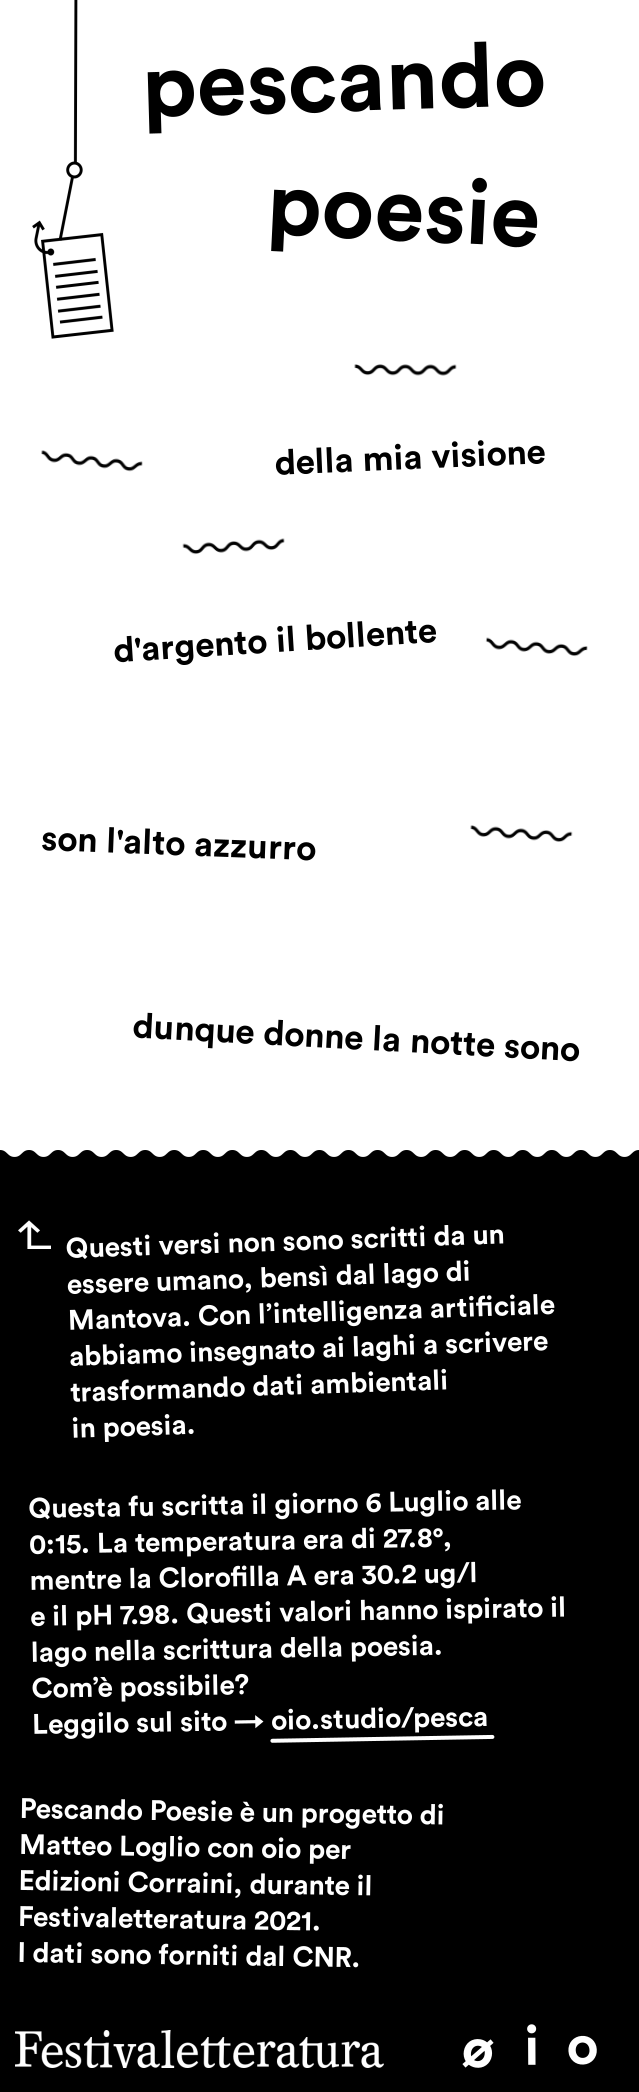 pescando
poesie
della mia visione
d'argento il bollente
son l'alto azzurro
dunque donne la notte sono
Questi versi non sono scritti da un
essere umano, bensì dal lago di
Mantova. Con l’intelligenza artificiale
abbiamo insegnato ai laghi a scrivere
trasformando dati ambientali
in poesia.
Questa fu scritta il giorno 6 Luglio alle
0:15. La temperatura era di 27.8°,
mentre la Clorofilla A era 30.2 ug/l
e il pH 7.98. Questi valori hanno ispirato il
lago nella scrittura della poesia.
Com’è possibile?
Leggilo sul sito → oio.studio/pesca
Pescando Poesie è un progetto di
Matteo Loglio con oio per
Edizioni Corraini, durante il
Festivaletteratura 2021.
I dati sono forniti dal CNR.
Festivaletteratura ø i o